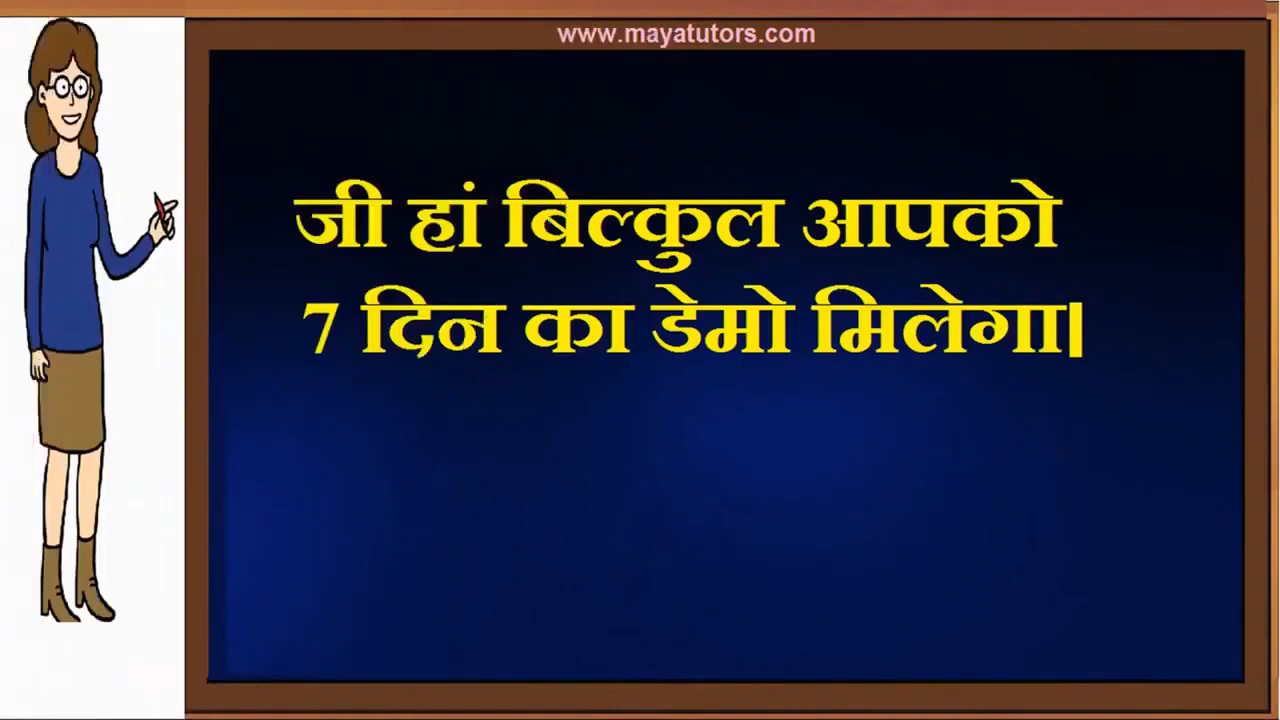 www.mayatutors.com
जी हां बिल्कुल आपको
7 दिन का डेमो मिलेगा।